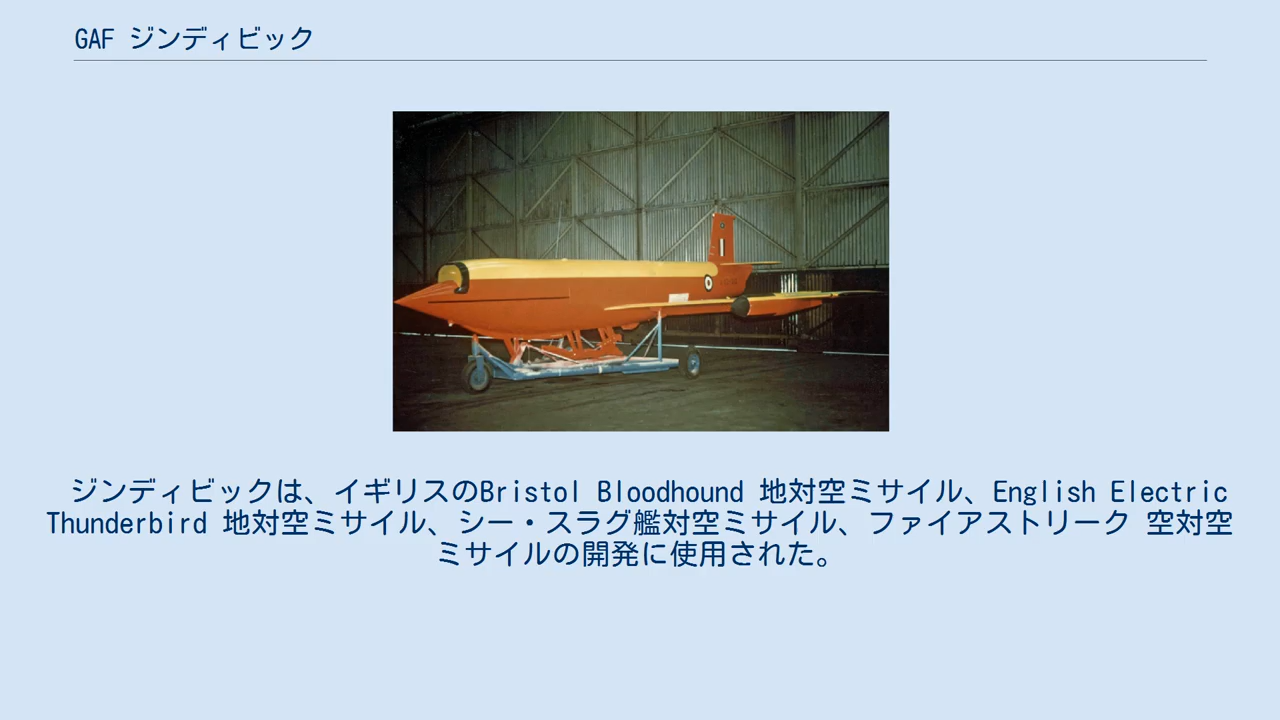 GAF ジンディビック
ジンディビックは、イギリスのBristol Bloodhound 地対空ミサイル、English Electric
Thunderbird 地対空ミサイル、シー・スラグ艦対空ミサイル、ファイアストリーク 空対空
ミサイルの開発に使用された。